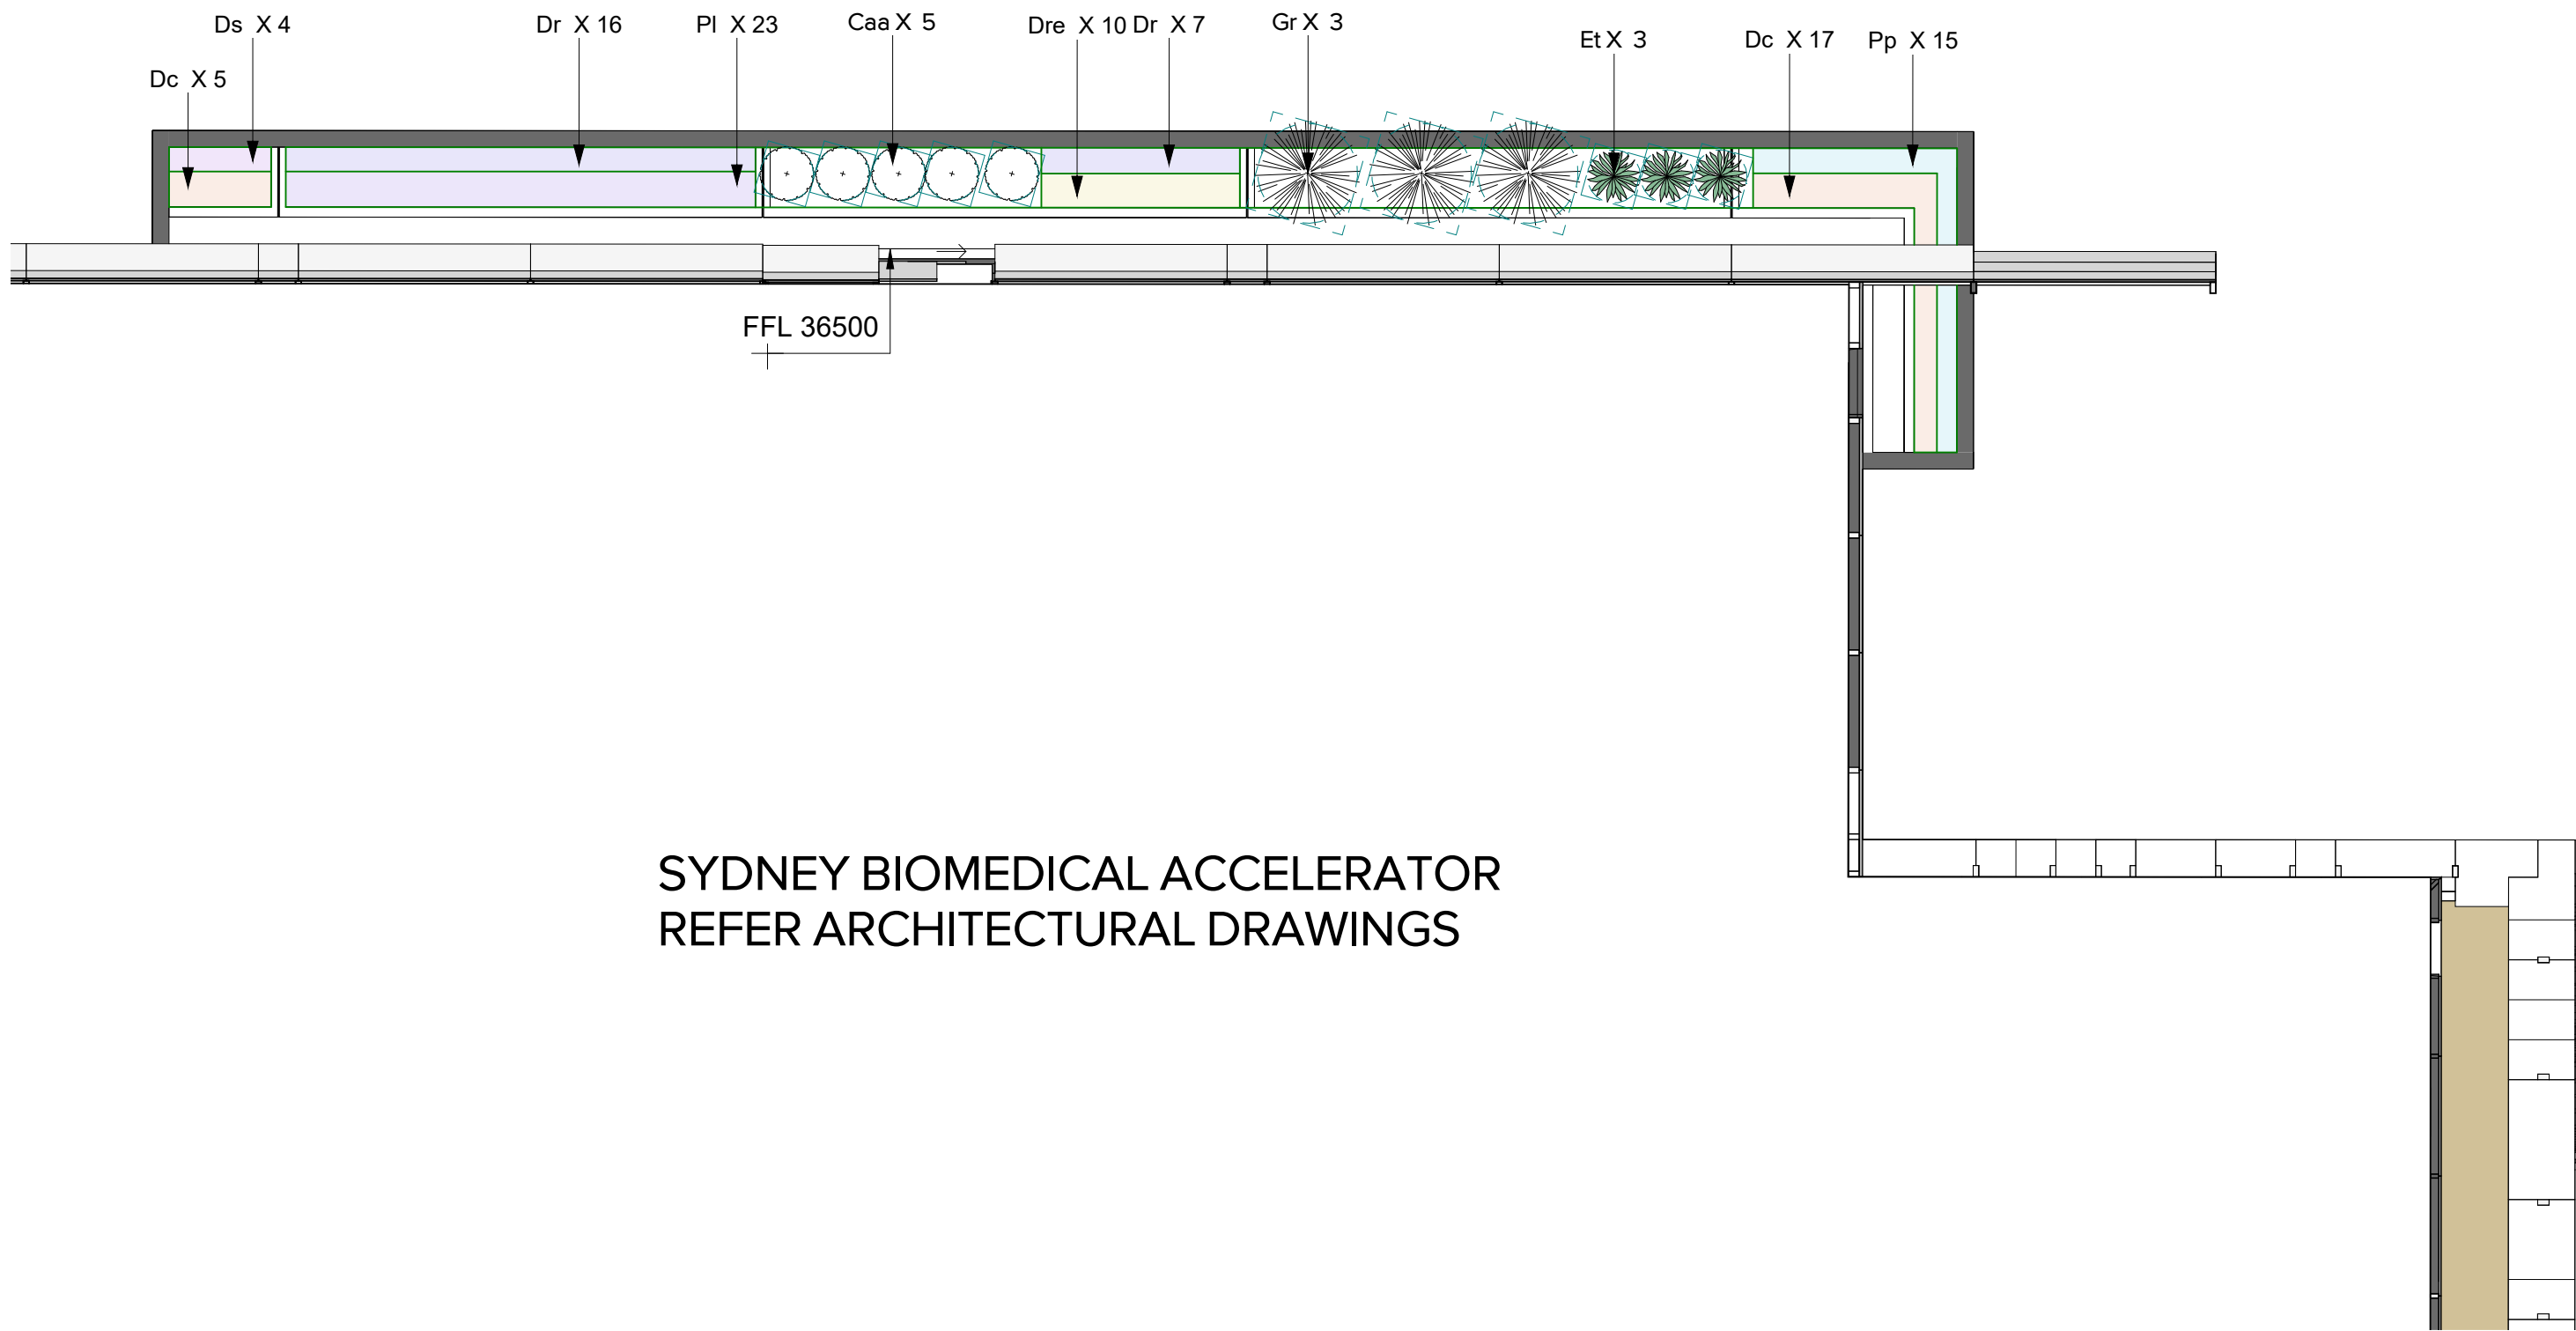 Ds X 4
Dr X 16
Pl X 23
Caa X 5
Dre X 10
Dr X 7
Gr X 3
Et X 3
Dc X 17
Pp X 15
Dc X 5
FFL 36500
SYDNEY BIOMEDICAL ACCELERATOR
REFER ARCHITECTURAL DRAWINGS